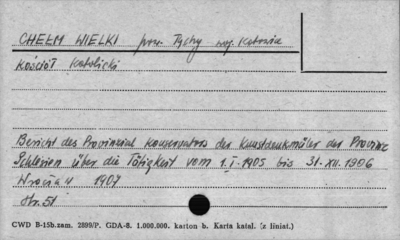 CHEŁM WIELKI pow. Tychy woj. Katowice
Kościół Katolicki
Bericht des Provinzial Konservators der Kunstdenkmäler der Provinz
Schlesien über die Tätigkeit vom 1.I.1905 bis 31.XII.1906
Wrocław 1907
str. 51
CWD B-15b.zam. 2899/P. GDA-8. 1.000.000. karton b. Karta katal. (z liniat.)